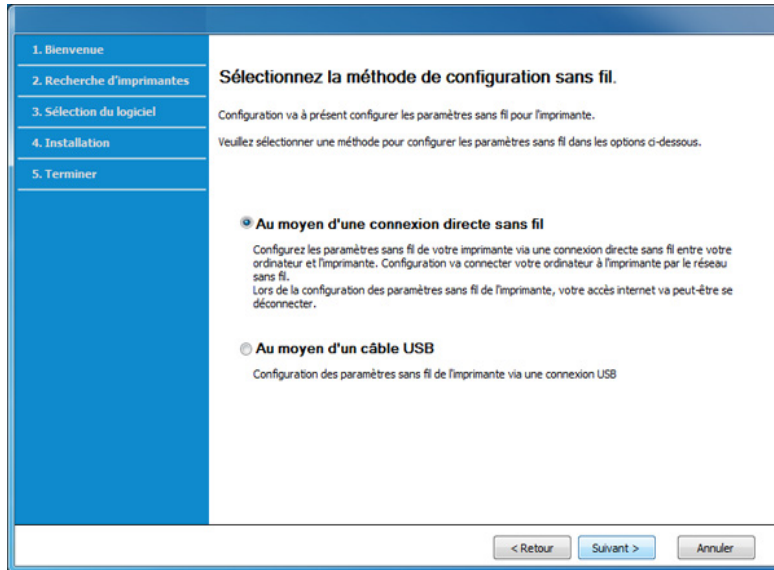 1. Bienvenue
2. Recherche d'imprimantes
3. Sélection du logiciel
4. Installation
5. Terminer
Sélectionnez la méthode de configuration sans fil.
Configuration va à présent configurer les paramètres sans fil pour l'imprimante.
Veuillez sélectionner une méthode pour configurer les paramètres sans fil dans les options ci-dessous.
Au moyen d'une connexion directe sans fil
Configurez les paramètres sans fil de votre imprimante via une connexion directe sans fil entre votre
ordinateur et l'imprimante. Configuration va connecter votre ordinateur à l'imprimante par le réseau
sans fil.
Lors de la configuration des paramètres sans fil de l'imprimante, votre accès internet va peut-être se
déconnecter.
Au moyen d'un câble USB
Configuration des paramètres sans fil de l'imprimante via une connexion USB
< Retour
Suivant >
Annuler